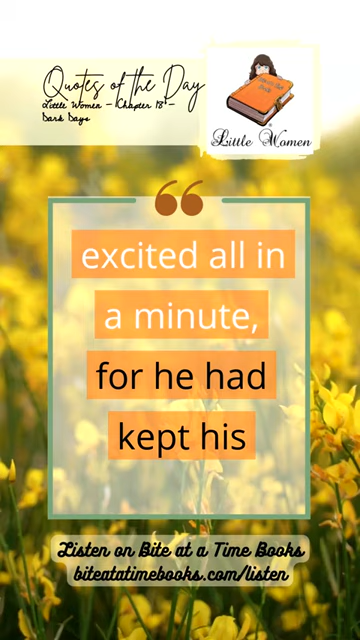 Quotes of the Day
Little Women – Chapter 18 –
Dark Days
Little Women
“
excited all in
a minute,
for he had
kept his
Listen on Bite at a Time Books
biteatatimebooks.com/listen